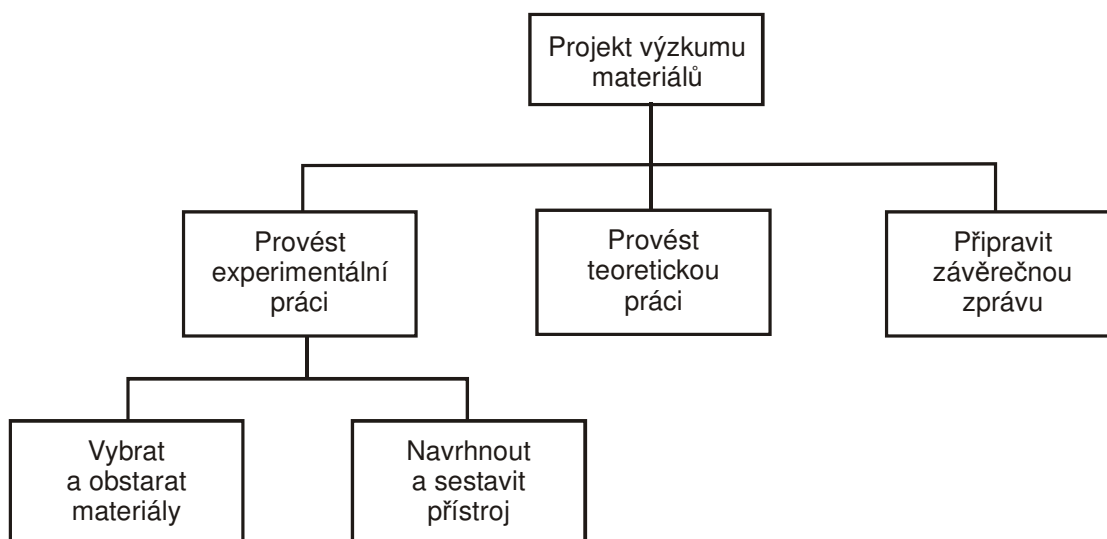 Projekt výzkumu
materiálů
Provést
experimentální
práci
Provést
teoretickou
práci
Připravit
závěrečnou
zprávu
Vybrat
a obstarat
materiály
Navrhnout
a sestavit
přístroj